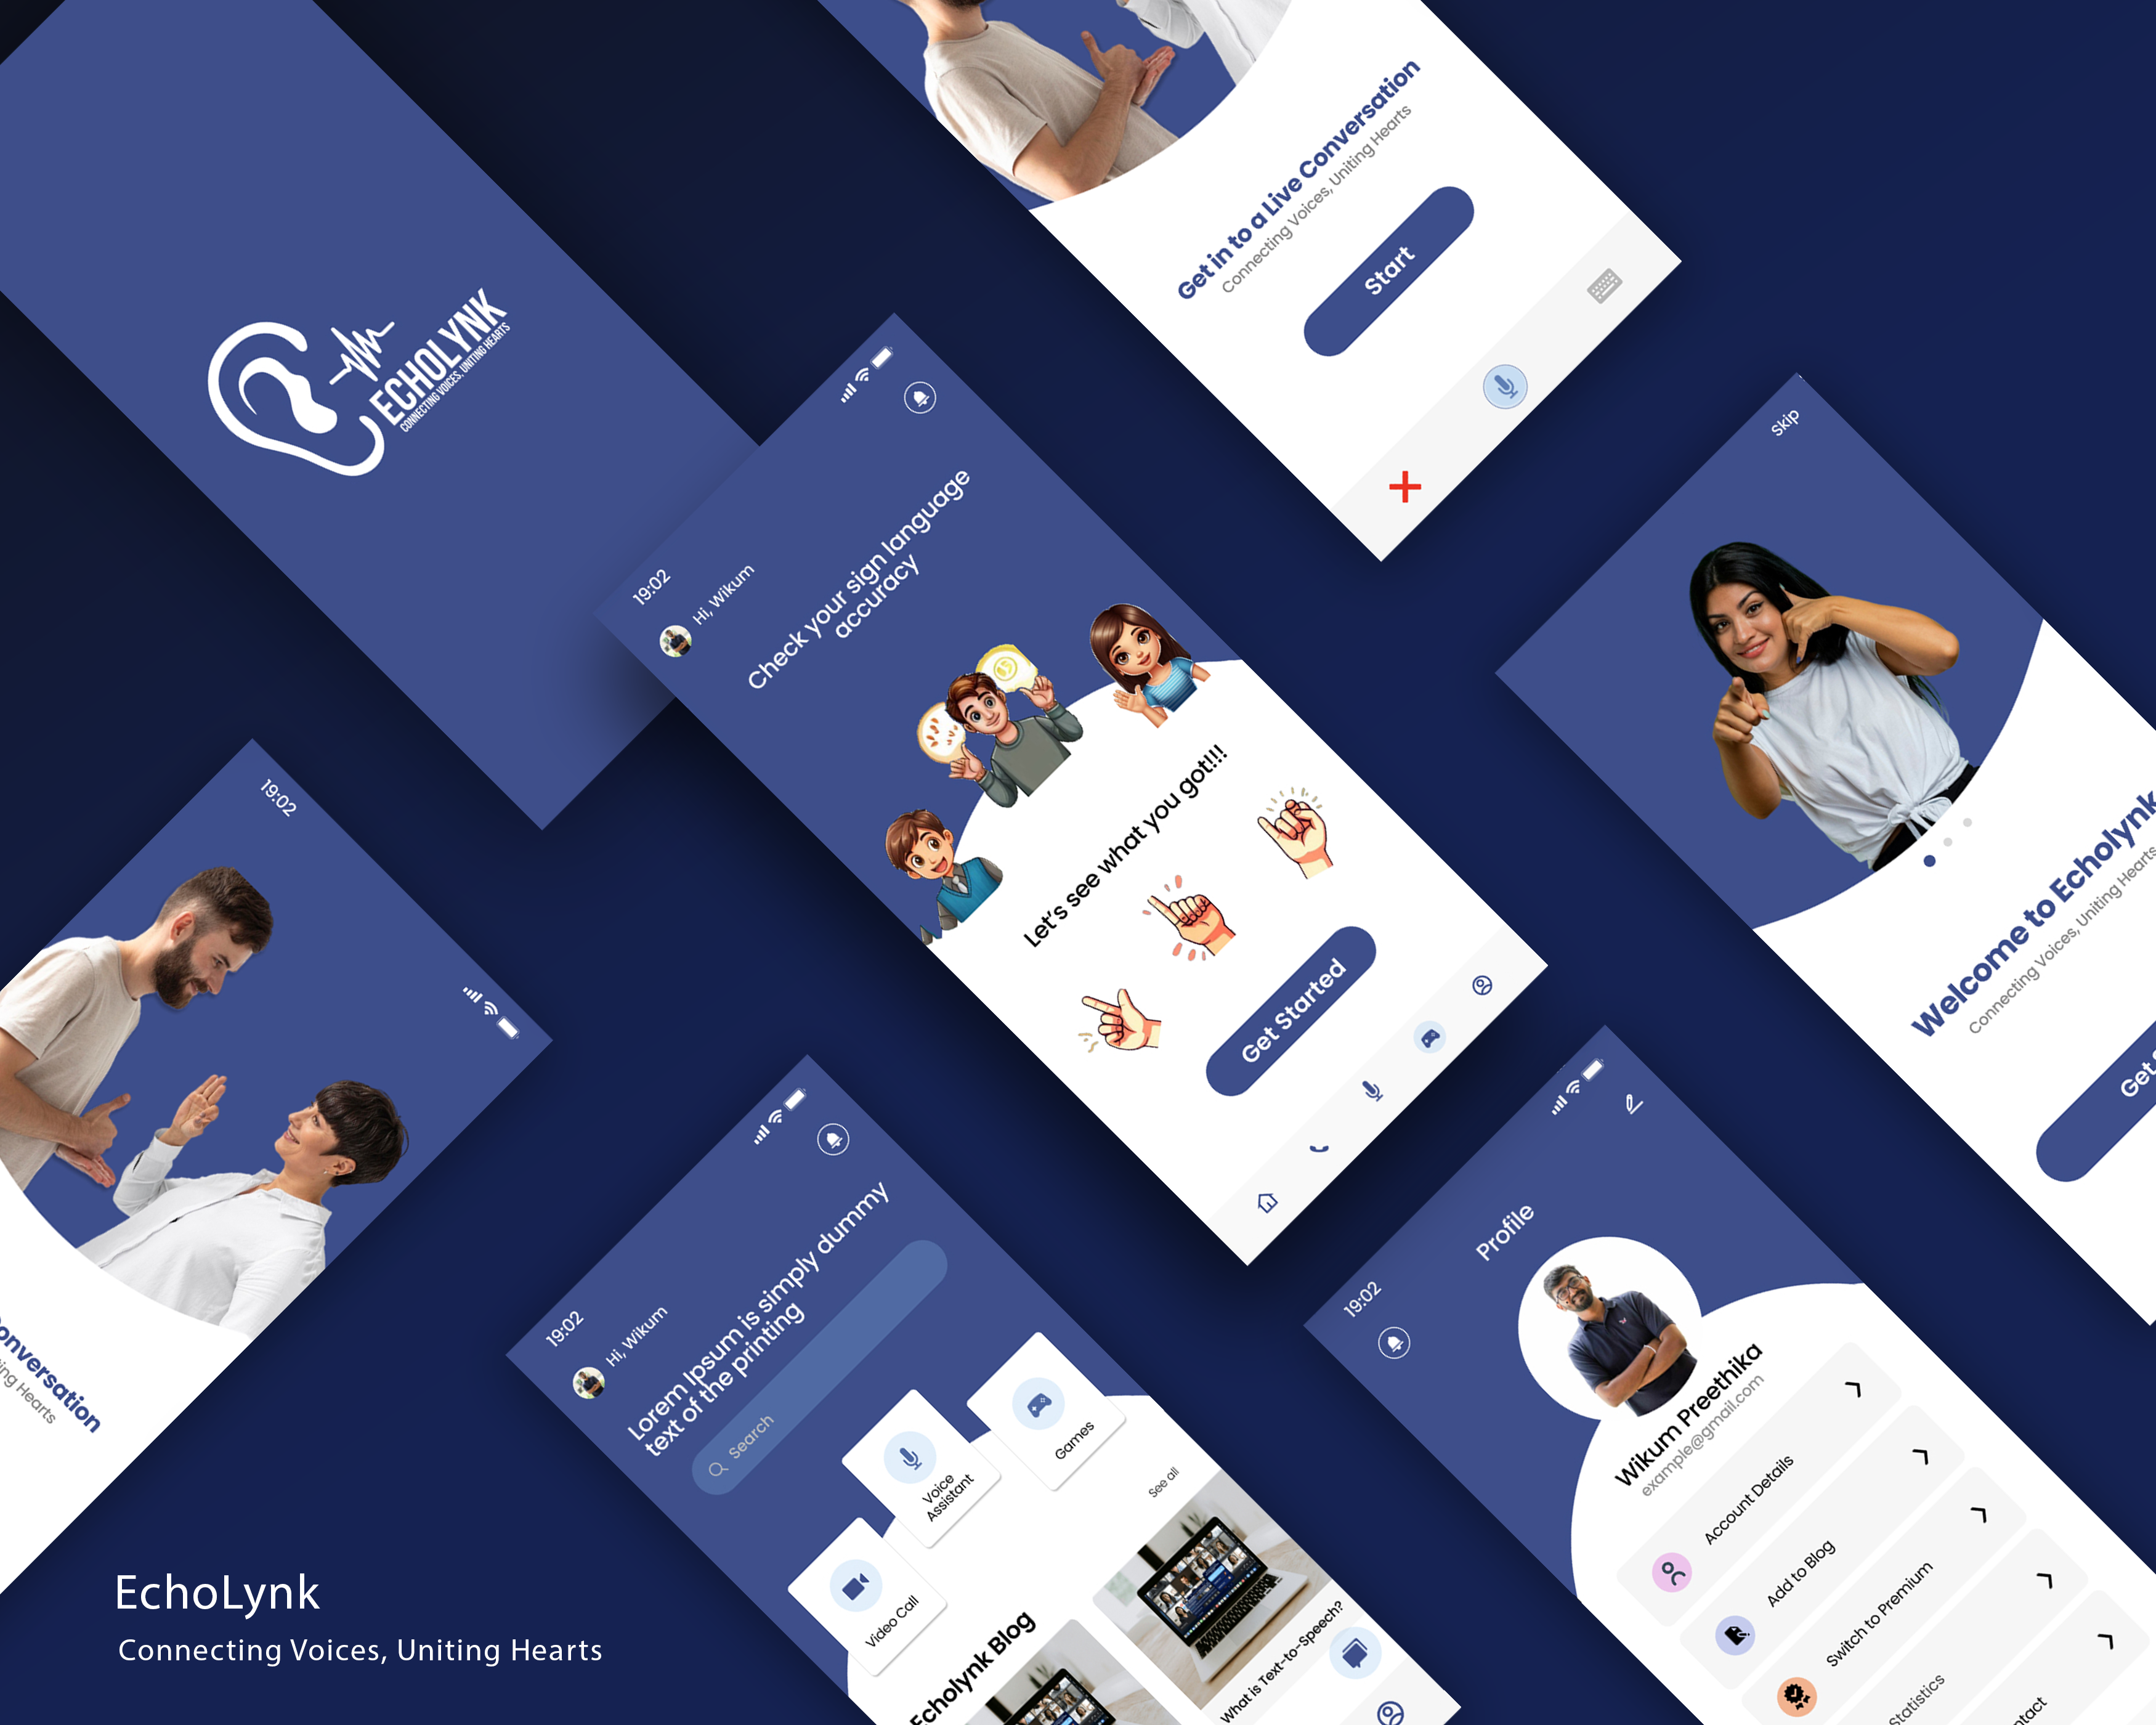 ECHOLYNK
CONNECTING VOICES, UNITING HEARTS
Get in to a Live Conversation
Connecting Voices, Uniting Hearts
Start
19:02
Hi, Wikum
Check your sign language
accuracy
Let's see what you got!!!
Get Started
Skip
Welcome to Echolynk
Connecting Voices, Uniting Hearts
Get
19:02
onversation
ing Hearts
19:02
Hi, Wikum
Lorem Ipsum is simply dummy
text of the printing
Search
Video Call
Voice
Assistant
Games
See all
Echolynk Blog
What is Text-to-Speech?
19:02
Profile
Wikum Preethika
example@gmail.com
Account Details
Add to Blog
Switch to Premium
Statistics
ntact
EchoLynk
Connecting Voices, Uniting Hearts